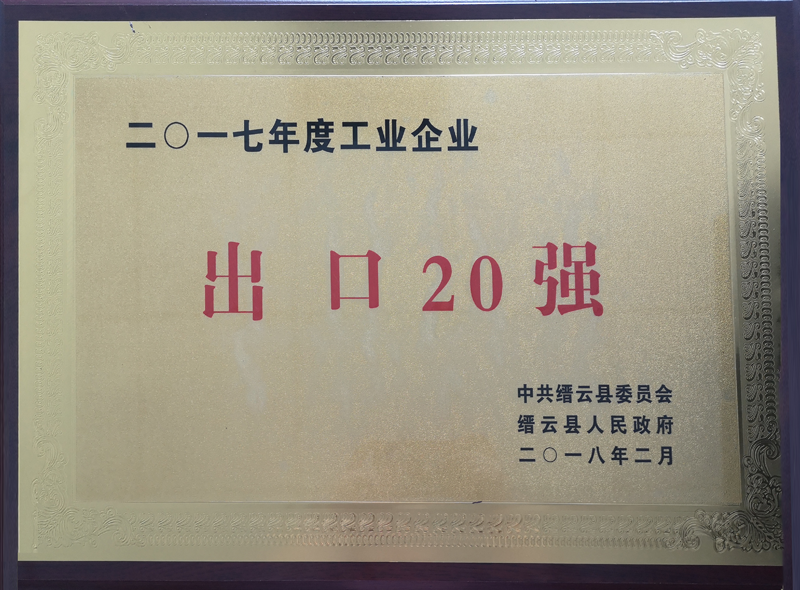 二〇一七年度工业企业
出口20强
中共缙云县委员会
缙云县人民政府
二〇一八年二月